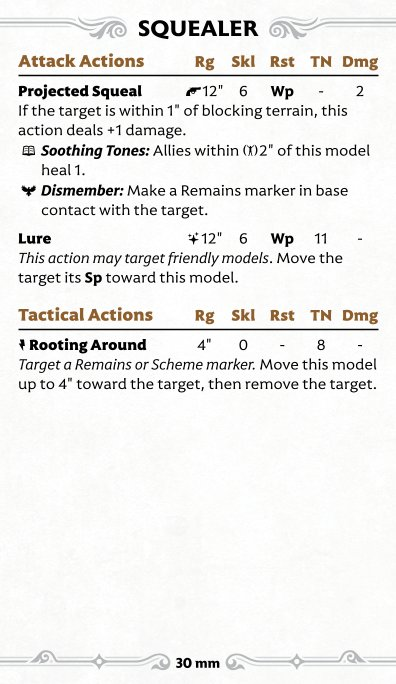 SQUEALER
Attack Actions Rg Skl Rst TN Dmg
Projected Squeal 12" 6 Wp - 2
If the target is within 1" of blocking terrain, this
action deals +1 damage.
Soothing Tones: Allies within 2" of this model
heal 1.
Dismember: Make a Remains marker in base
contact with the target.
Lure 12" 6 Wp 11 -
This action may target friendly models. Move the
target its Sp toward this model.
Tactical Actions Rg Skl Rst TN Dmg
Rooting Around 4" 0 - 8 -
Target a Remains or Scheme marker. Move this model
up to 4" toward the target, then remove the target.
30 mm